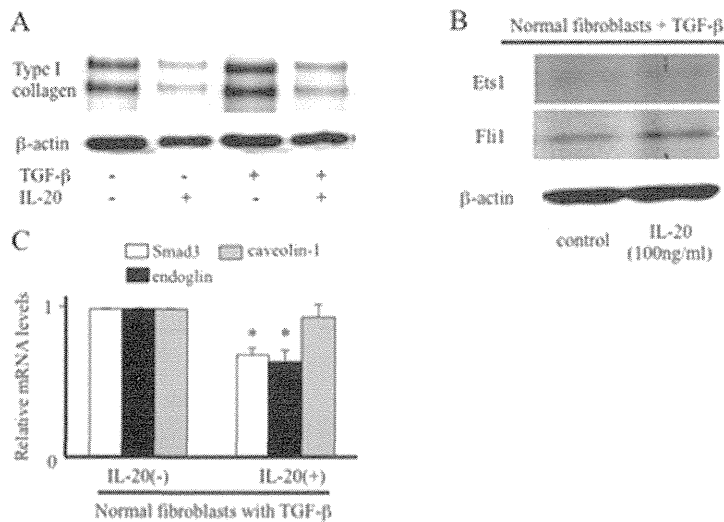 A
Type I
collagen
β-actin
TGF-β - - + +
IL-20 - + - +
B
Normal fibroblasts + TGF-β
Ets1
Fli1
β-actin
control
IL-20
(100ng/ml)
C
Smad3
caveolin-1
endoglin
Relative mRNA levels
1
* *
0
IL-20(-)
IL-20(+)
Normal fibroblasts with TGF-β